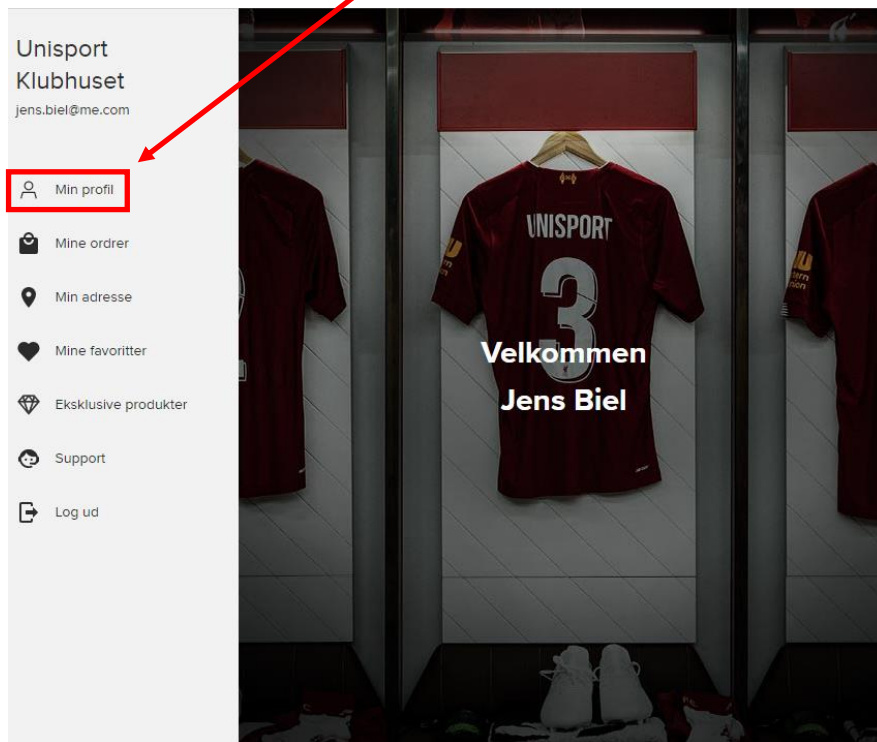 Unisport
Klubhuset
jens.biel@me.com
Min profil
Mine ordrer
Min adresse
Mine favoritter
Eksklusive produkter
Support
Log ud
UNISPORT
3
Velkommen
Jens Biel